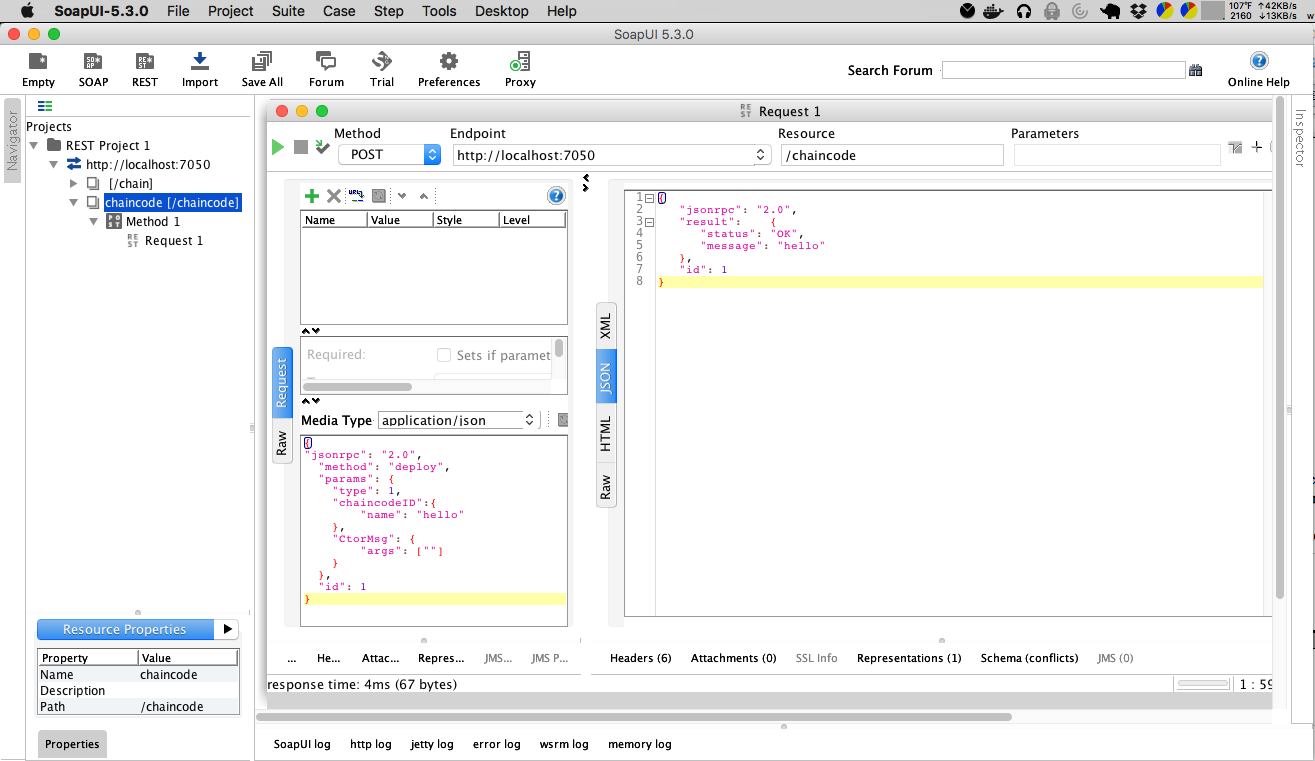 SoapUI-5.3.0 File Project Suite Case Step Tools Desktop Help 107°F ↑42KB/s
2160 ↓13KB/s
SoapUI 5.3.0
Empty SOAP REST Import Save All Forum Trial Preferences Proxy Search Forum Online Help
Navigator
Projects
REST Project 1
http://localhost:7050
[/chain]
chaincode [/chaincode]
Method 1
Request 1
Resource Properties
Property Value
Name chaincode
Description
Path /chaincode
Properties
Request 1
Method Endpoint Resource Parameters
POST http://localhost:7050 /chaincode
Name Value Style Level
Required: Sets if paramet
Request
Raw
Media Type application/json
{
"jsonrpc": "2.0",
"method": "deploy",
"params": {
"type": 1,
"chaincodeID":{
"name": "hello"
},
"CtorMsg": {
"args": [""]
}
},
"id": 1
}
... He... Attac... Repres... JMS... JMS P...
XML
JSON
HTML
Raw
1 {
2 "jsonrpc": "2.0",
3 "result": {
4 "status": "OK",
5 "message": "hello"
6 },
7 "id": 1
8 }
Headers (6) Attachments (0) SSL Info Representations (1) Schema (conflicts) JMS (0)
response time: 4ms (67 bytes) 1 : 59
Inspector
SoapUI log http log jetty log error log wsrm log memory log